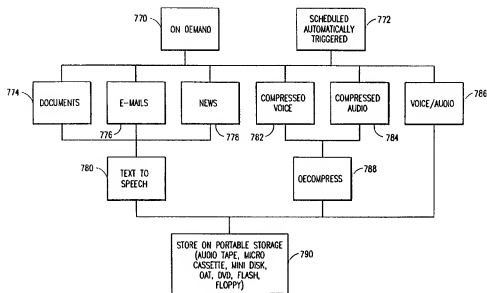 770
ON DEMAND
SCHEDULED
AUTOMATICALLY
TRIGGERED
772
774
DOCUMENTS
E-MAILS
776
NEWS
778
COMPRESSED
VOICE
782
COMPRESSED
AUDIO
784
VOICE/AUDIO
786
780
TEXT TO
SPEECH
OECOMPRESS
788
STORE ON PORTABLE STORAGE
(AUDIO TAPE, MICRO
CASSETTE, MINI DISK,
OAT, DVD, FLASH,
FLOPPY)
790